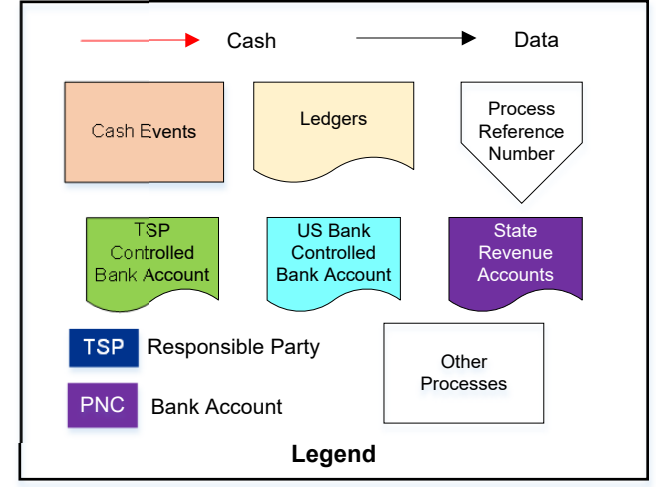 Cash
Data
Cash Events
Ledgers
Process
Reference
Number
TSP
Controlled
Bank Account
US Bank
Controlled
Bank Account
State
Revenue
Accounts
TSP
Responsible Party
PNC
Bank Account
Other
Processes
Legend